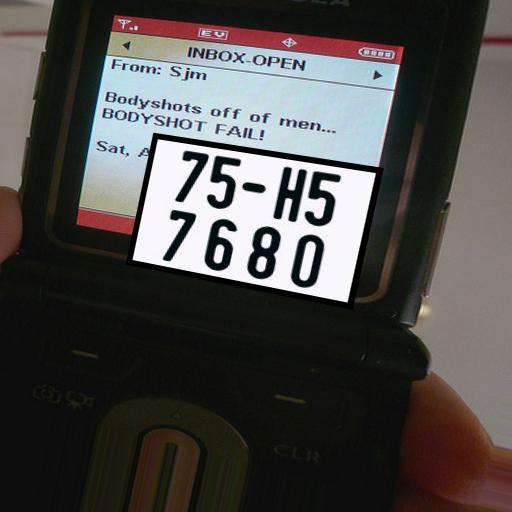 EV
INBOX-OPEN
From: Sjm
Bodyshots off of men...
BODYSHOT FAIL!
Sat,
75-H5
7680
CLR